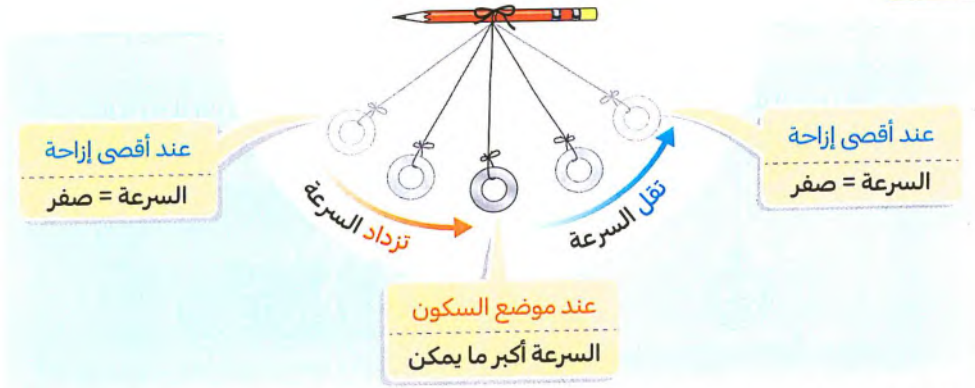 عند أقصى إزاحة
السرعة = صفر
تزداد السرعة
تقل السرعة
عند أقصى إزاحة
السرعة = صفر
عند موضع السكون
السرعة أكبر ما يمكن